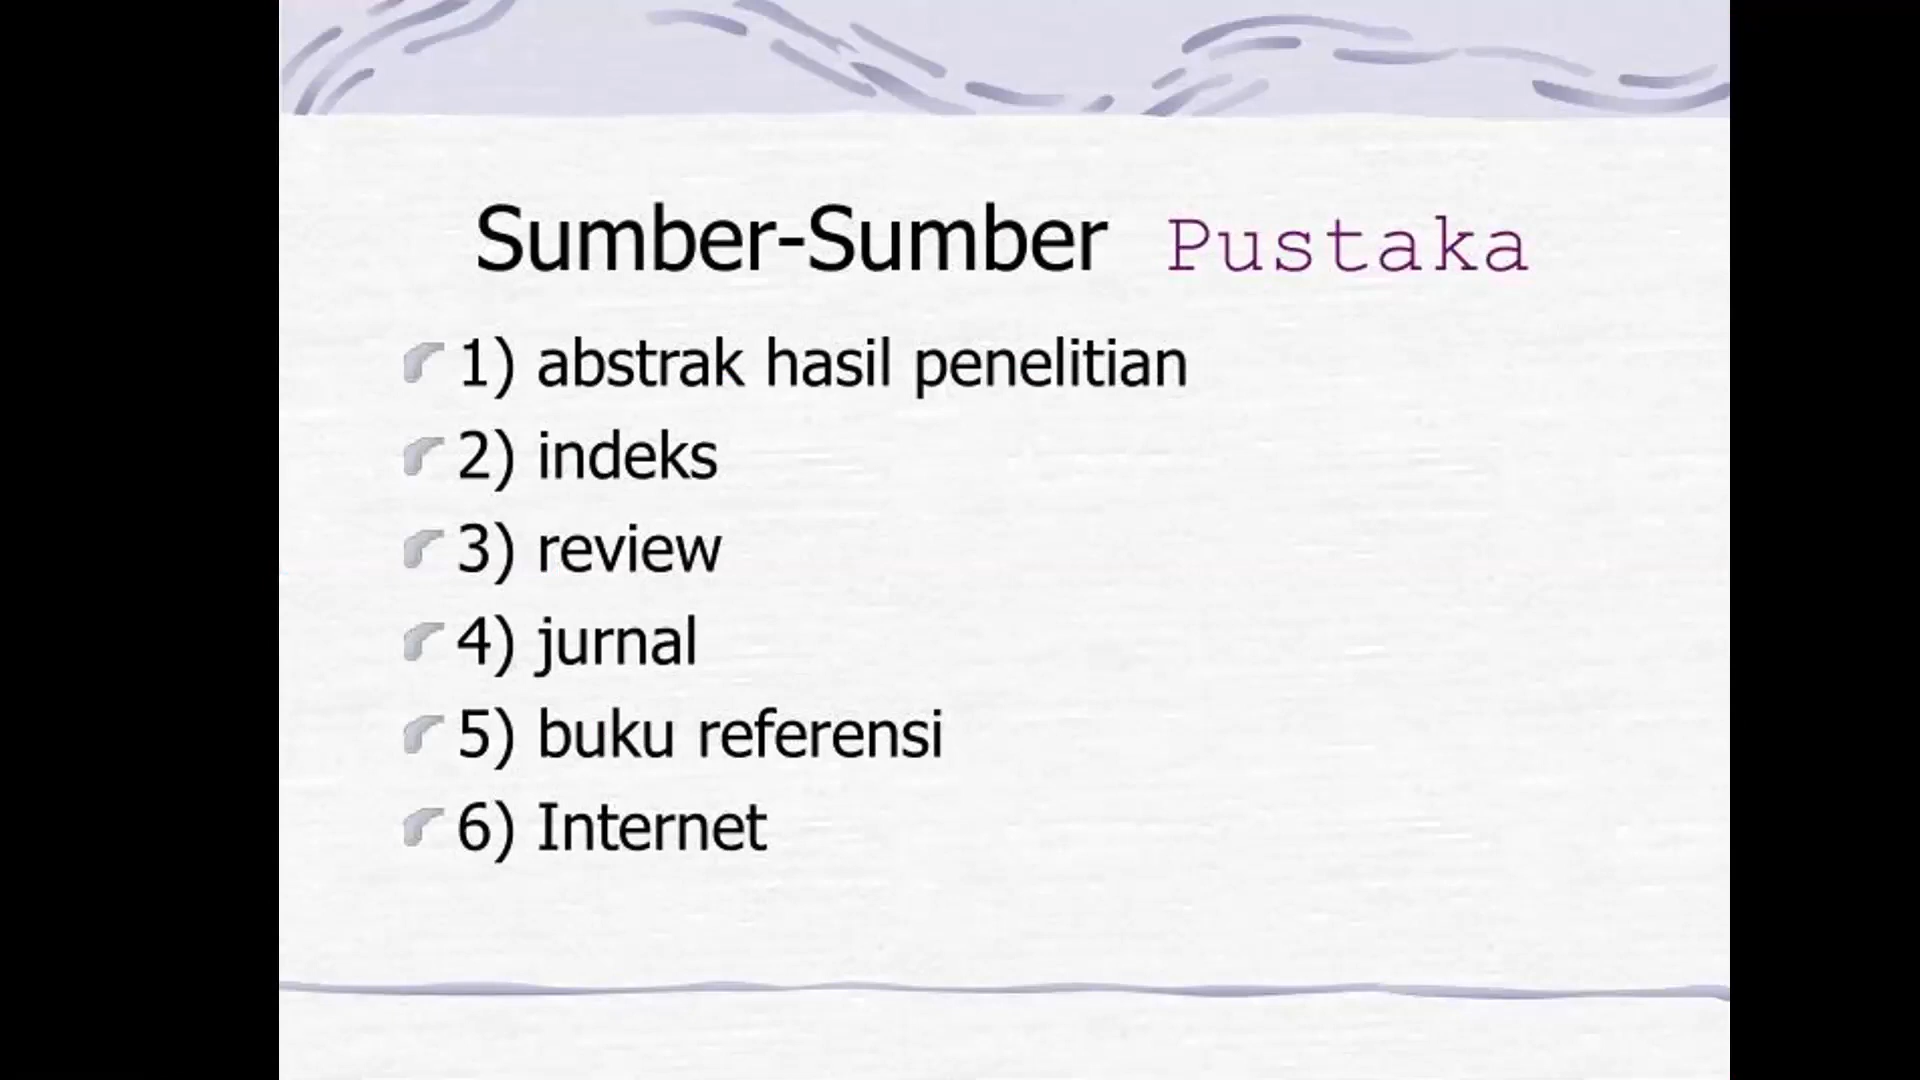 Sumber-Sumber Pustaka
1) abstrak hasil penelitian
2) indeks
3) review
4) jurnal
5) buku referensi
6) Internet